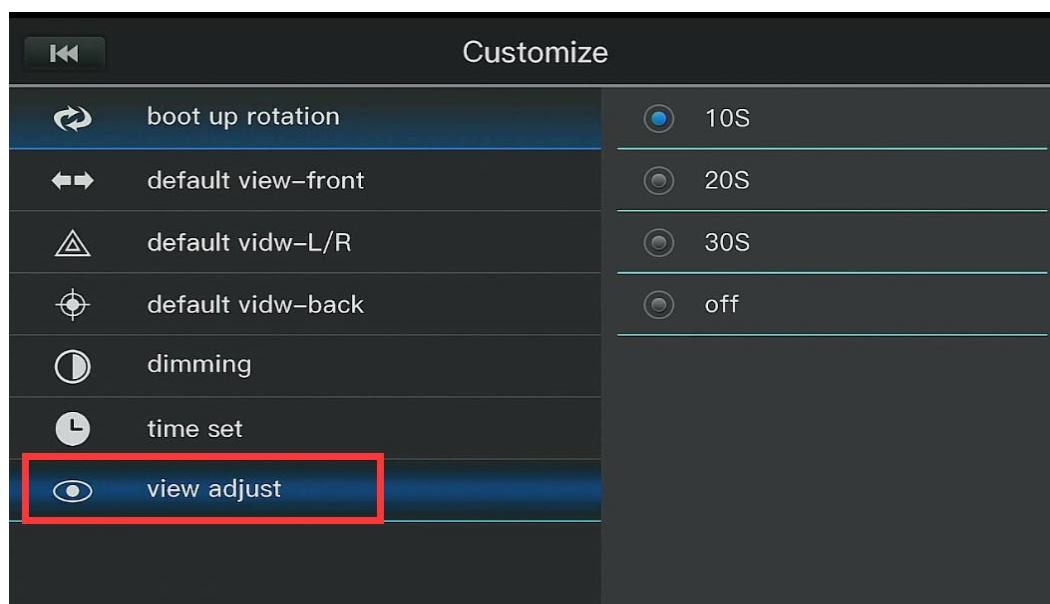 Customize
boot up rotation
10S
default view-front
20S
default vidw-L/R
30S
default vidw-back
off
dimming
time set
view adjust